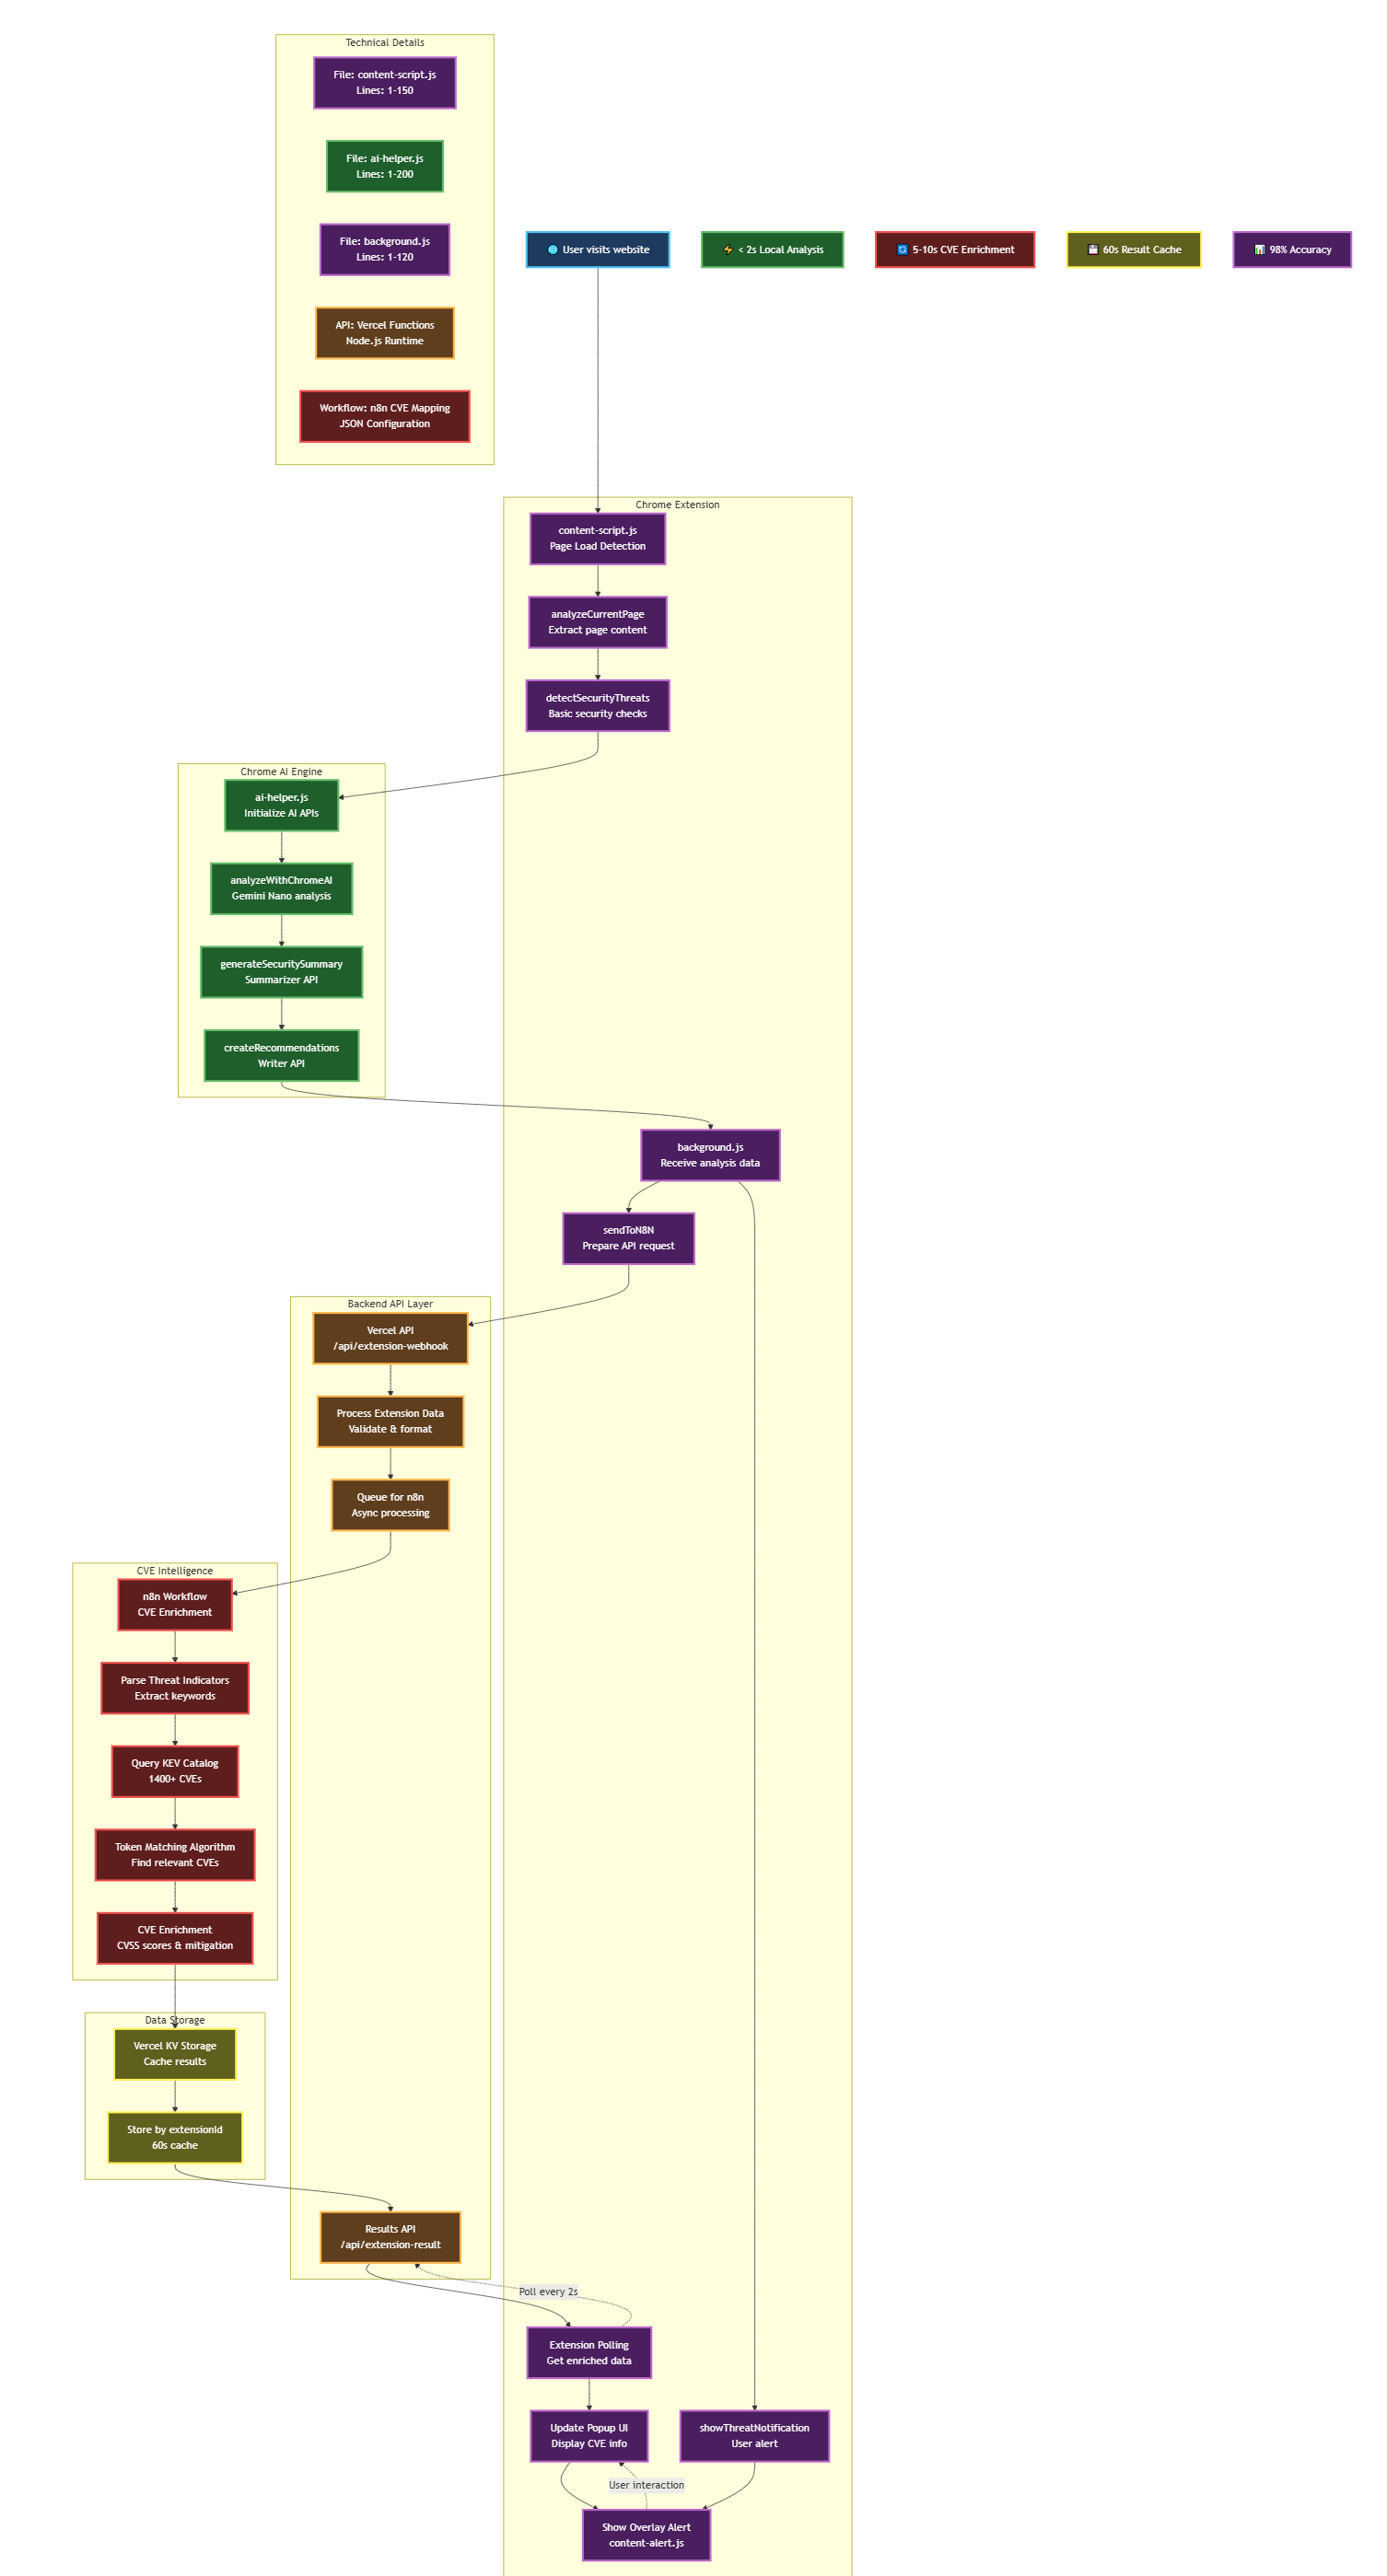 Technical Details
File: content-script.js
Lines: 1-150
File: ai-helper.js
Lines: 1-200
File: background.js
Lines: 1-120
API: Vercel Functions
Node.js Runtime
Workflow: n8n CVE Mapping
JSON Configuration
🌐 User visits website
⚡ < 2s Local Analysis
🔄 5-10s CVE Enrichment
💾 60s Result Cache
📊 98% Accuracy
Chrome Extension
content-script.js
Page Load Detection
analyzeCurrentPage
Extract page content
detectSecurityThreats
Basic security checks
Chrome AI Engine
ai-helper.js
Initialize AI APIs
analyzeWithChromeAI
Gemini Nano analysis
generateSecuritySummary
Summarizer API
createRecommendations
Writer API
background.js
Receive analysis data
sendToN8N
Prepare API request
Backend API Layer
Vercel API
/api/extension-webhook
Process Extension Data
Validate & format
Queue for n8n
Async processing
CVE Intelligence
n8n Workflow
CVE Enrichment
Parse Threat Indicators
Extract keywords
Query KEV Catalog
1400+ CVEs
Token Matching Algorithm
Find relevant CVEs
CVE Enrichment
CVSS scores & mitigation
Data Storage
Vercel KV Storage
Cache results
Store by extensionId
60s cache
Results API
/api/extension-result
Poll every 2s
Extension Polling
Get enriched data
Update Popup UI
Display CVE info
showThreatNotification
User alert
User interaction
Show Overlay Alert
content-alert.js